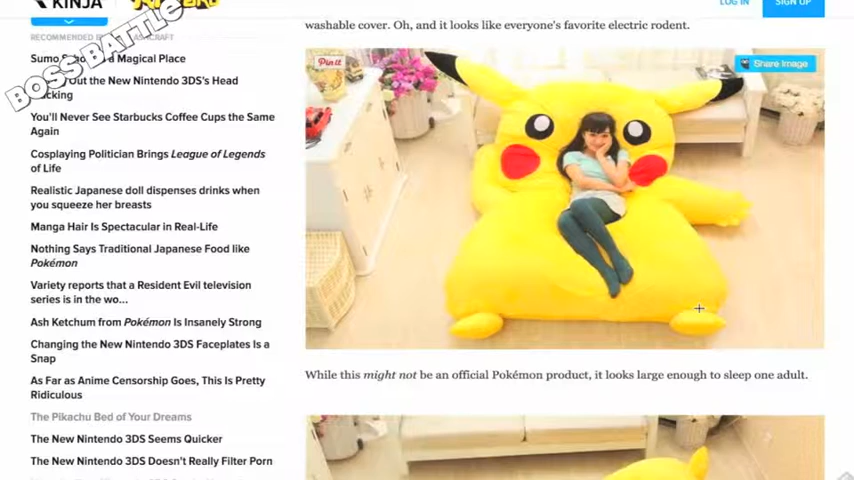 KINJA
LOG IN
SIGN UP
BOSS BATTLE
washable cover. Oh, and it looks like everyone's favorite electric rodent.
RECOMMENDED
Sumo
a Magical Place
out the New Nintendo 3DS's Head
You'll Never See Starbucks Coffee Cups the Same
Again
Cosplaying Politician Brings League of Legends
of Life
Realistic Japanese doll dispenses drinks when
you squeeze her breasts
Manga Hair Is Spectacular in Real-Life
Nothing Says Traditional Japanese Food like
Pokémon
Variety reports that a Resident Evil television
series is in the wo...
Ash Ketchum from Pokémon Is Insanely Strong
Changing the New Nintendo 3DS Faceplates Is a
Snap
As Far as Anime Censorship Goes, This Is Pretty
Ridiculous
The Pikachu Bed of Your Dreams
The New Nintendo 3DS Seems Quicker
The New Nintendo 3DS Doesn't Really Filter Porn
Pin it
Share Image
While this might not be an official Pokémon product, it looks large enough to sleep one adult.